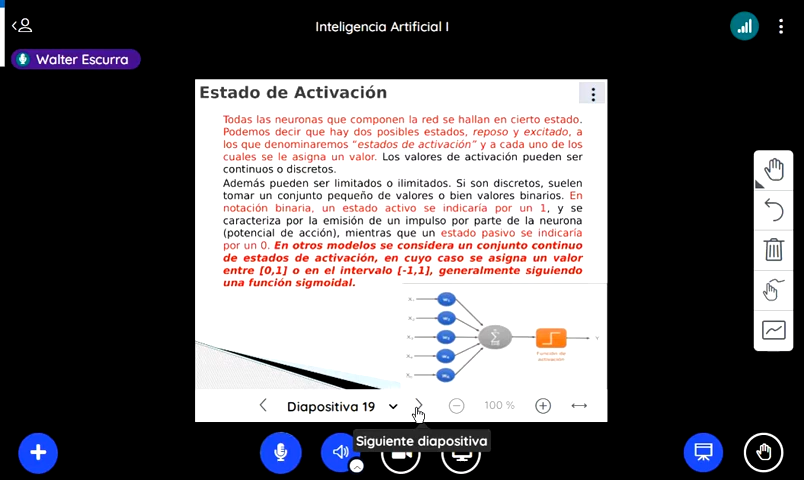 Inteligencia Artificial I
Walter Escurra
Estado de Activación
Todas las neuronas que componen la red se hallan en cierto estado.
Podemos decir que hay dos posibles estados, reposo y excitado, a
los que denominaremos “estados de activación” y a cada uno de los
cuales se le asigna un valor. Los valores de activación pueden ser
continuos o discretos.
Además pueden ser limitados o ilimitados. Si son discretos, suelen
tomar un conjunto pequeño de valores o bien valores binarios. En
notación binaria, un estado activo se indicaría por un 1, y se
caracteriza por la emisión de un impulso por parte de la neurona
(potencial de acción), mientras que un estado pasivo se indicaría
por un 0. En otros modelos se considera un conjunto continuo
de estados de activación, en cuyo caso se asigna un valor
entre [0,1] o en el intervalo [-1,1], generalmente siguiendo
una función sigmoidal.
Función de
activación
Diapositiva 19
100 %
Siguiente diapositiva